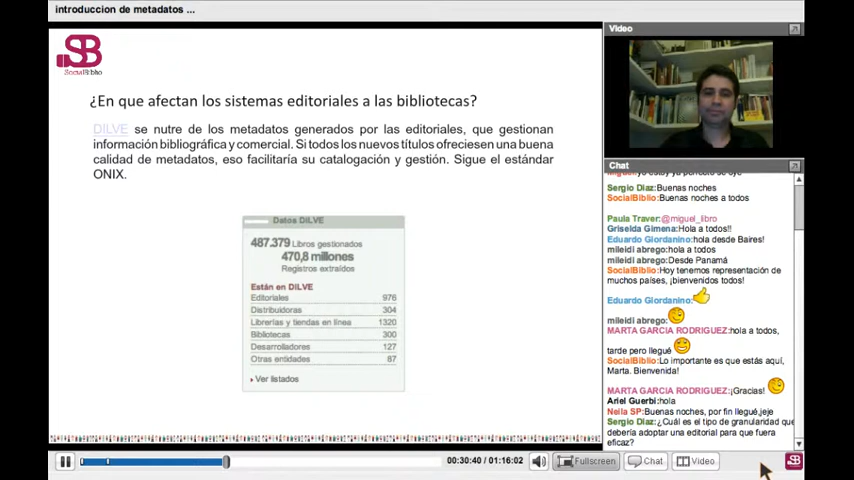 introduccion de metadatos ...
SB
SocialBiblio
¿En que afectan los sistemas editoriales a las bibliotecas?
DILVE se nutre de los metadatos generados por las editoriales, que gestionan
información bibliográfica y comercial. Si todos los nuevos títulos ofreciesen una buena
calidad de metadatos, eso facilitaría su catalogación y gestión. Sigue el estándar
ONIX.
Datos DILVE
487.379 Libros gestionados
470,8 millones
Registros extraídos
Están en DILVE
Editoriales 976
Distribuidoras 304
Librerías y tiendas en línea 1320
Bibliotecas 300
Desarrolladores 127
Otras entidades 87
Ver listados
Video
Chat
Sergio Diaz:Buenas noches
SocialBiblio:Buenas noches a todos
Paula Traver:@miguel_libro
Griselda Gimena:Hola a todos!!
Eduardo Giordanino:hola desde Baires!
mileidi abrego:hola a todos
mileidi abrego:Desde Panamá
SocialBiblio:Hoy tenemos representación de
muchos países, ¡bienvenidos todos!
Eduardo Giordanino:
mileidi abrego:
MARTA GARCIA RODRIGUEZ:hola a todos,
tarde pero llegué
SocialBiblio:Lo importante es que estás aquí,
Marta. Bienvenida!
MARTA GARCIA RODRIGUEZ:¡Gracias!
Ariel Guerbi:hola
Neila SP:Buenas noches, por fin llegué,jeje
Sergio Diaz:¿Cuál es el tipo de granularidad que
debería adoptar una editorial para que fuera
eficaz?
00:30:40 / 01:16:02
Fullscreen
Chat
Video
SB